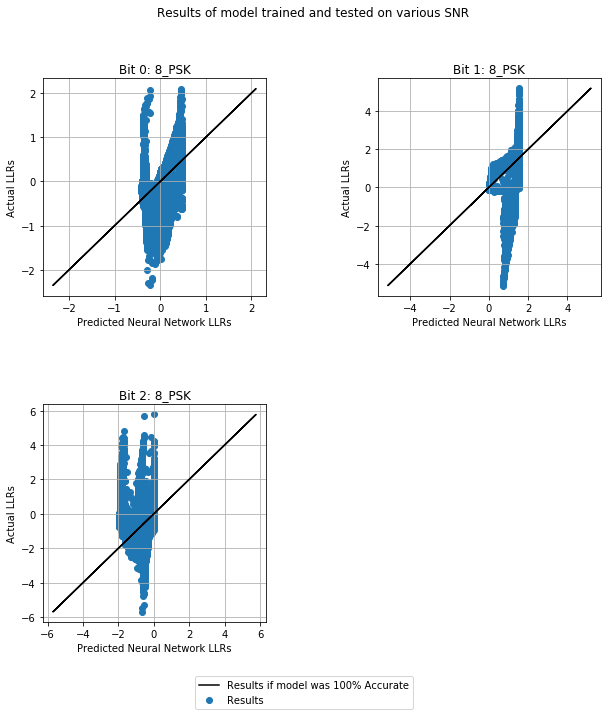 Results of model trained and tested on various SNR
Bit 0: 8_PSK
Actual LLRs
2
1
0
−1
−2
−2
−1
0
1
2
Predicted Neural Network LLRs
Bit 1: 8_PSK
Actual LLRs
4
2
0
−2
−4
−4
−2
0
2
4
Predicted Neural Network LLRs
Bit 2: 8_PSK
Actual LLRs
6
4
2
0
−2
−4
−6
−6
−4
−2
0
2
4
6
Predicted Neural Network LLRs
Results if model was 100% Accurate
Results